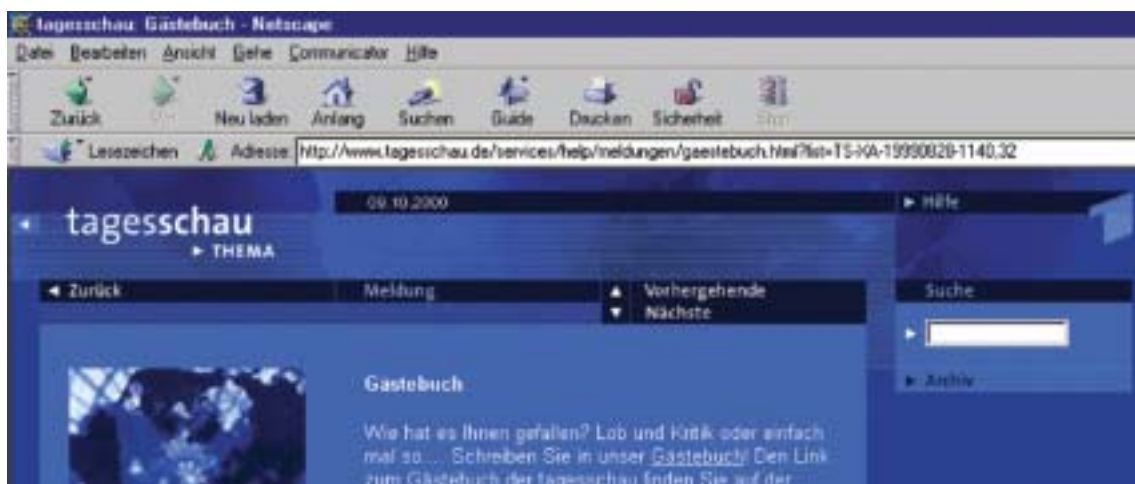 tagesschau: Gästebuch - Netscape
Datei Bearbeiten Ansicht Gehe Communicator Hilfe
Zurück Neu laden Anfang Suchen Guide Drucken Sicherheit Stop
Lesezeichen Adresse http://www.tagesschau.de/services/help/meldungen/gaestebuch.html?list=TS-XA-19990828-1140,32
09.10.2000
Hilfe
tagesschau
THEMA
Zurück
Meldung
Vorhergehende
Nächste
Suche
Archiv
Gästebuch
Wie hat es Ihnen gefallen? Lob und Kritik oder einfach
mal so.... Schreiben Sie in unser Gästebuch! Den Link
zum Gästebuch der tagesschau finden Sie auf der